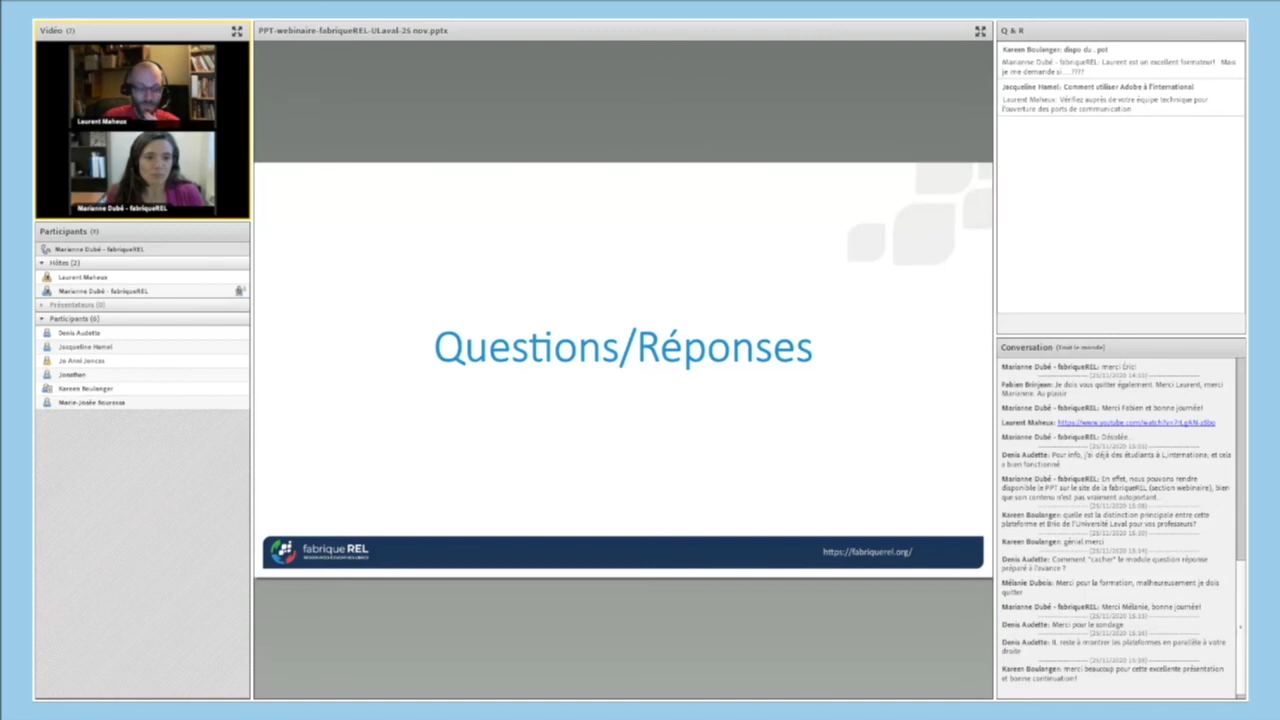 Vidéo (2)
Laurent Maheux
Marianne Dubé - fabriqueREL
Participants
Marianne Dubé - fabriqueREL
Hôtes (2)
Laurent Maheux
Marianne Dubé - fabriqueREL
Présentateurs (0)
Participants (6)
Denis Audette
Jacqueline Hamel
Jo Anni Joncas
Jonathan
Kareen Boulanger
Marie-Josée
PPT-webinaire-fabriqueREL-ULaval-25 nov.pptx
Questions/Réponses
fabrique REL
https://fabriquerel.org/
Q & R
Kareen Boulanger: dispo du . pot
Marianne Dubé - fabriqueREL: Laurent est un excellent formateur! Mais
je me demande si....????
Jacqueline Hamel: Comment utiliser Adobe à l'international
Laurent Maheux: Vérifiez auprès de votre équipe technique pour
l'ouverture des ports de communication
Conversation (Tout le monde)
Marianne Dubé - fabriqueREL: merci Éric!
Fabien Brinjean: Je dois vous quitter également. Merci Laurent, merci
Marianne. Au plaisir
Marianne Dubé - fabriqueREL: Merci Fabien et bonne journée!
Laurent Maheux:
Marianne Dubé - fabriqueREL: Désolée..
Denis Audette: Pour info, j'ai déjà des étudiants à L,internationa; et cela
a bien fonctionné
Marianne Dubé - fabriqueREL: En effet, nous pouvons rendre
disponible le PPT sur le site de la fabriqueREL (section webinaire), bien
que son contenu n'est pas vraiment autoportant...
Kareen Boulanger: quelle est la distinction principale entre cette
plateforme et Brio de l'Université Laval pour vos professeurs?
Kareen Boulanger: génial merci
Denis Audette: Comment "cacher" le module question réponse
préparé à l'avance ?
Mélanie Dubois: Merci pour la formation, malheureusement je dois
quitter
Marianne Dubé - fabriqueREL: Merci Mélanie, bonne journée!
Denis Audette: Merci pour le sondage
Denis Audette: IL reste à montrer les plateformes en parallèle à votre
droite
Kareen Boulanger: merci beaucoup pour cette excellente présentation
et bonne continuation!